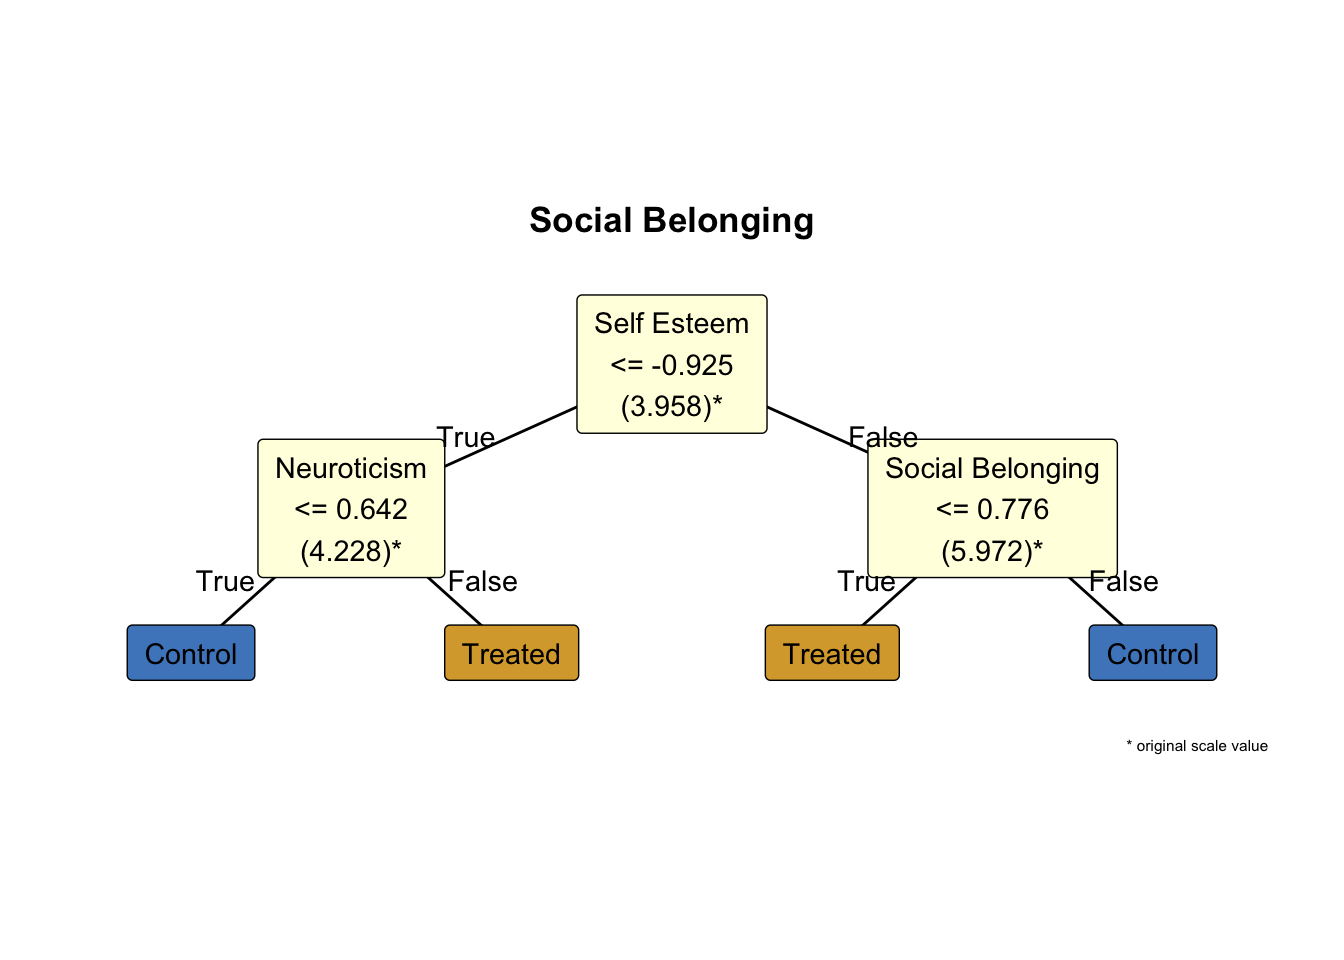 Social Belonging
Self Esteem
<= -0.925
(3.958)*
True
False
Neuroticism
<= 0.642
(4.228)*
Social Belonging
<= 0.776
(5.972)*
True
False
True
False
Control
Treated
Treated
Control
* original scale value